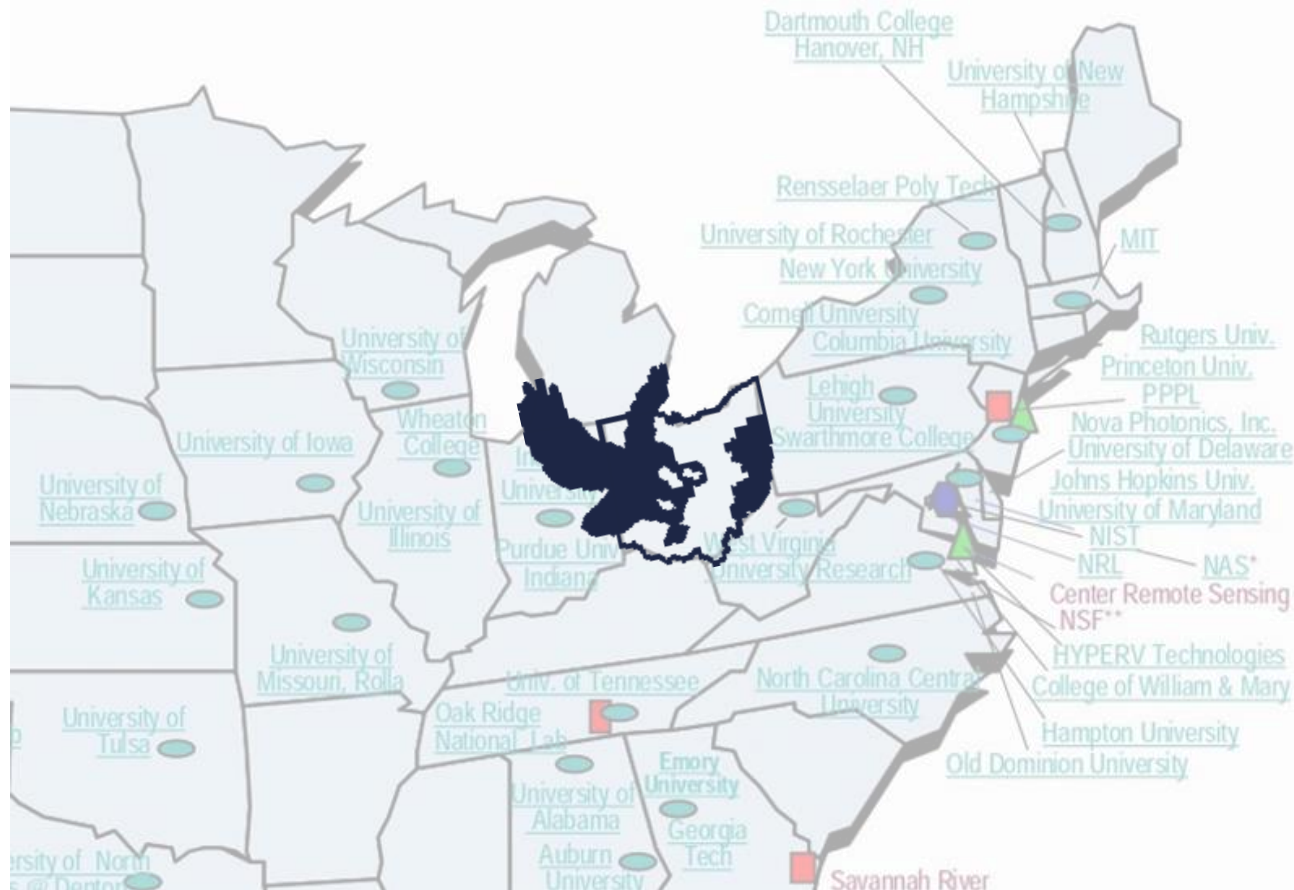 Dartmouth College
Hanover, NH
University of New
Hampshire
Rensselaer Poly Tech
University of Rochester
MIT
New York University
Cornell University
Columbia University
University of
Wisconsin
Rutgers Univ.
Princeton Univ.
PPPL
Lehigh
University
Swarthmore College
Wheaton
College
Nova Photonics, Inc.
University of Delaware
University of Iowa
Johns Hopkins Univ.
University of Maryland
University of
Nebraska
University of
Illinois
Purdue Univ
Indiana
West Virginia
University Research
NIST
NRL
NAS*
Center Remote Sensing
NSF**
University of
Kansas
HYPERV Technologies
College of William & Mary
University of
Missouri, Rolla
Univ. of Tennessee
North Carolina Central
University
Oak Ridge
National Lab
University of
Tulsa
Hampton University
Old Dominion University
Emory
University
University of
Alabama
Georgia
Tech
Auburn
University
Savannah River